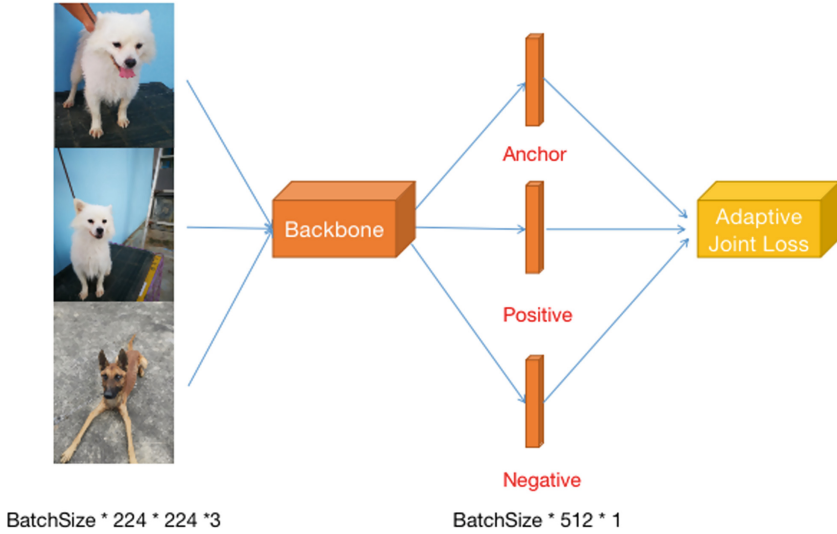 Anchor
Backbone
Adaptive
Joint Loss
Positive
Negative
BatchSize * 224 * 224 *3
BatchSize * 512 * 1